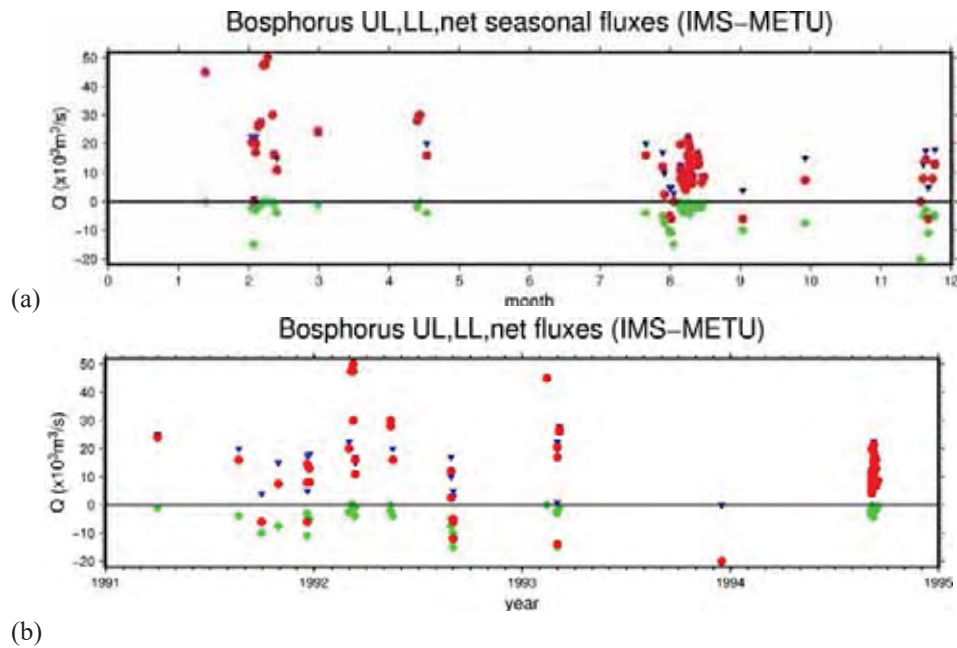 Bosphorus UL,LL,net seasonal fluxes (IMS−METU)
50
40
30
20
10
0
−10
−20
Q (x10³m³/s)
0 1 2 3 4 5 6 7 8 9 10 11 12
month
(a)
Bosphorus UL,LL,net fluxes (IMS−METU)
50
40
30
20
10
0
−10
−20
Q (x10³m³/s)
1991 1992 1993 1994 1995
year
(b)